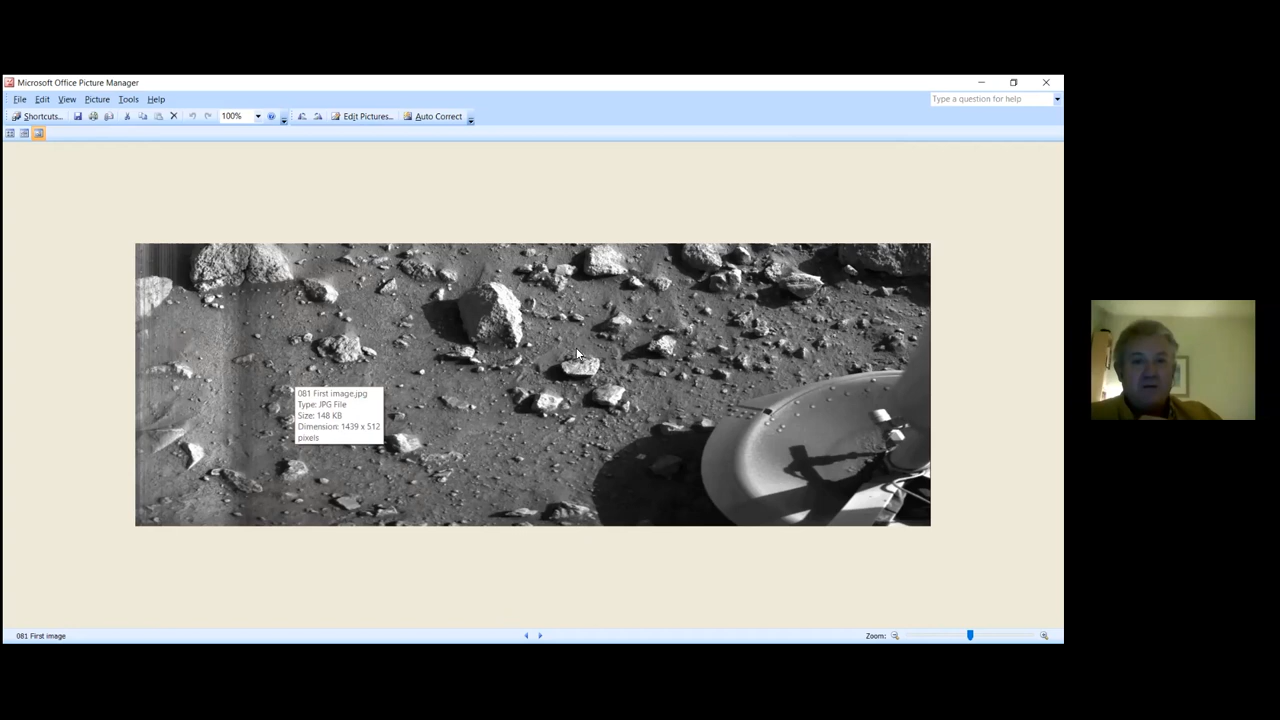 Microsoft Office Picture Manager
File Edit View Picture Tools Help
Type a question for help
Shortcuts... 100% Edit Pictures... Auto Correct
081 First image.jpg
Type: JPG File
Size: 148 KB
Dimension: 1439 x 512
pixels
081 First image
Zoom: